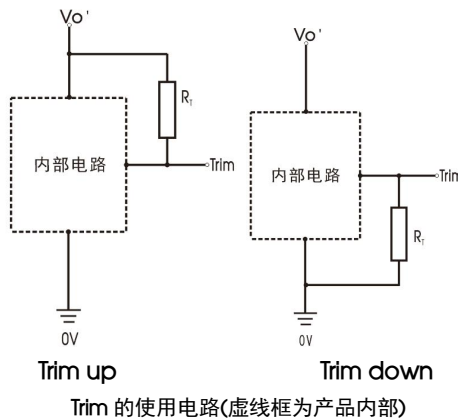 Vo'
RT
内部电路
Trim
0V
Trim up
Vo'
内部电路
Trim
RT
0V
Trim down
Trim 的使用电路(虚线框为产品内部)